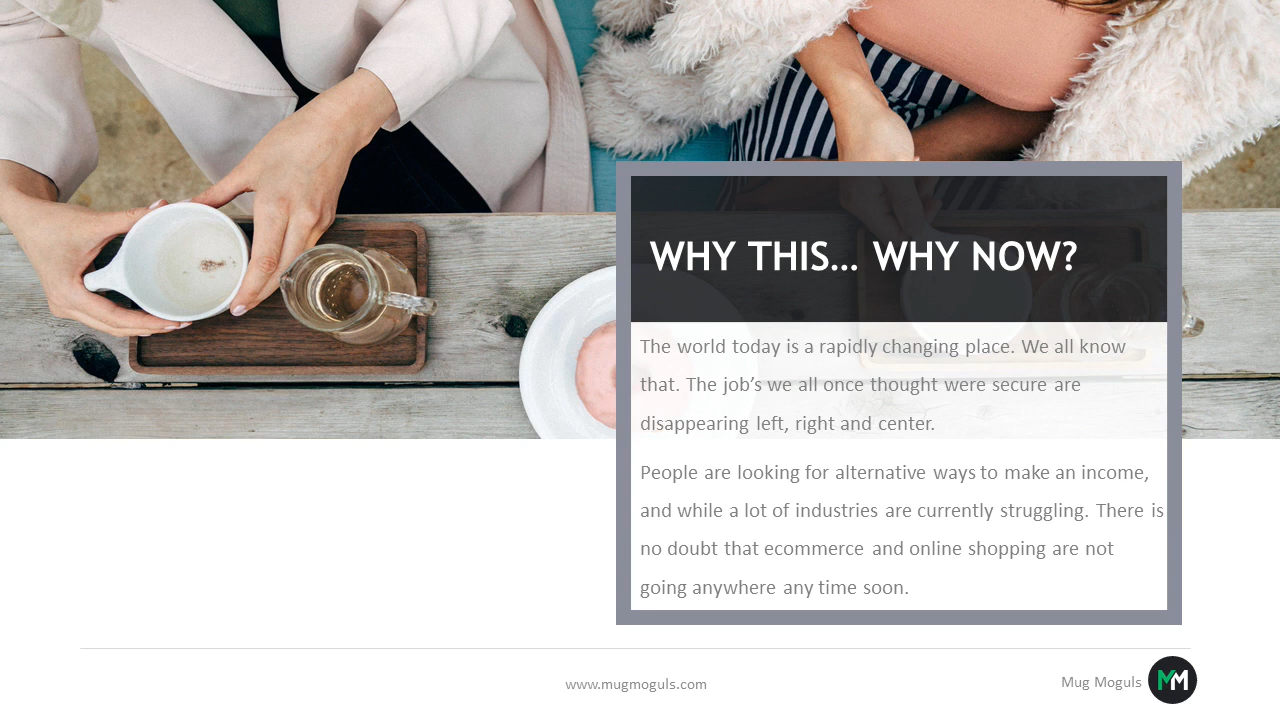 WHY THIS... WHY NOW?
The world today is a rapidly changing place. We all know
that. The job’s we all once thought were secure are
disappearing left, right and center.
People are looking for alternative ways to make an income,
and while a lot of industries are currently struggling. There is
no doubt that ecommerce and online shopping are not
going anywhere any time soon.
www.mugmoguls.com
Mug Moguls
MM